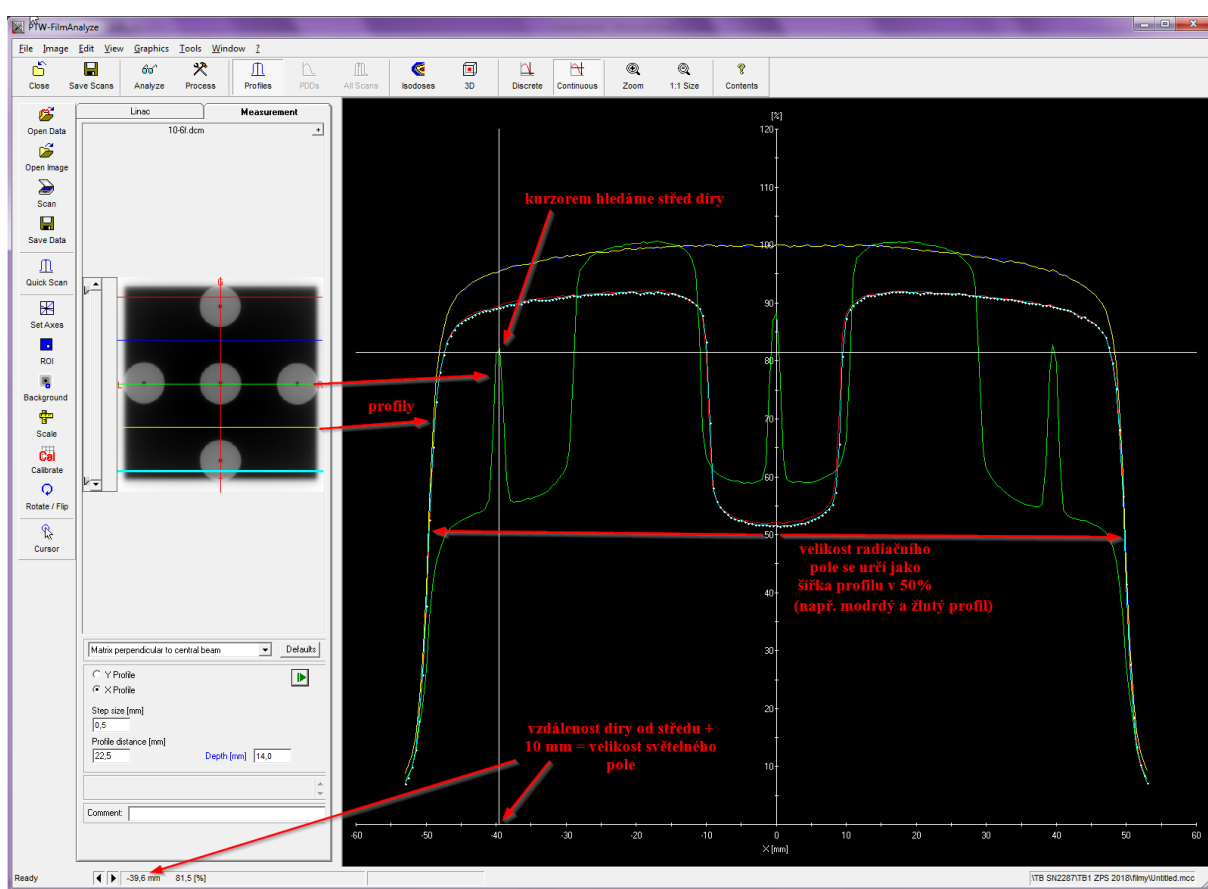 PTW-FilmAnalyze
File Image Edit View Graphics Tools Window ?
Close Save Scans Analyze Process Profiles PDDs All Scans Isodoses 3D Discrete Continuous Zoom 1:1 Size Contents
Open Data
Open Image
Scan
Save Data
Quick Scan
Set Axes
ROI
Background
Scale
Cal
Calibrate
Rotate / Flip
Cursor
Linac Measurement
10-6f.dcm
+
G
L
Matrix perpendicular to central beam Defaults
Y Profile
X Profile
Step size [mm]
0,5
Profile distance [mm]
22,5 Depth [mm] 14,0
Comment:
[%]
120
110
100
90
80
70
60
50
40
30
20
10
-60 -50 -40 -30 -20 -10 0 10 20 30 40 50 60
X [mm]
kurzorem hledáme střed díry
profily
velikost radiačního
pole se určí jako
šířka profilu v 50%
(např. modrdý a žlutý profil)
vzdálenost díry od středu +
10 mm = velikost světelného
pole
Ready -39,6 mm 81,5 [%] \TB SN2287\TB1 ZPS 2018\filmy\Untitled.mcc